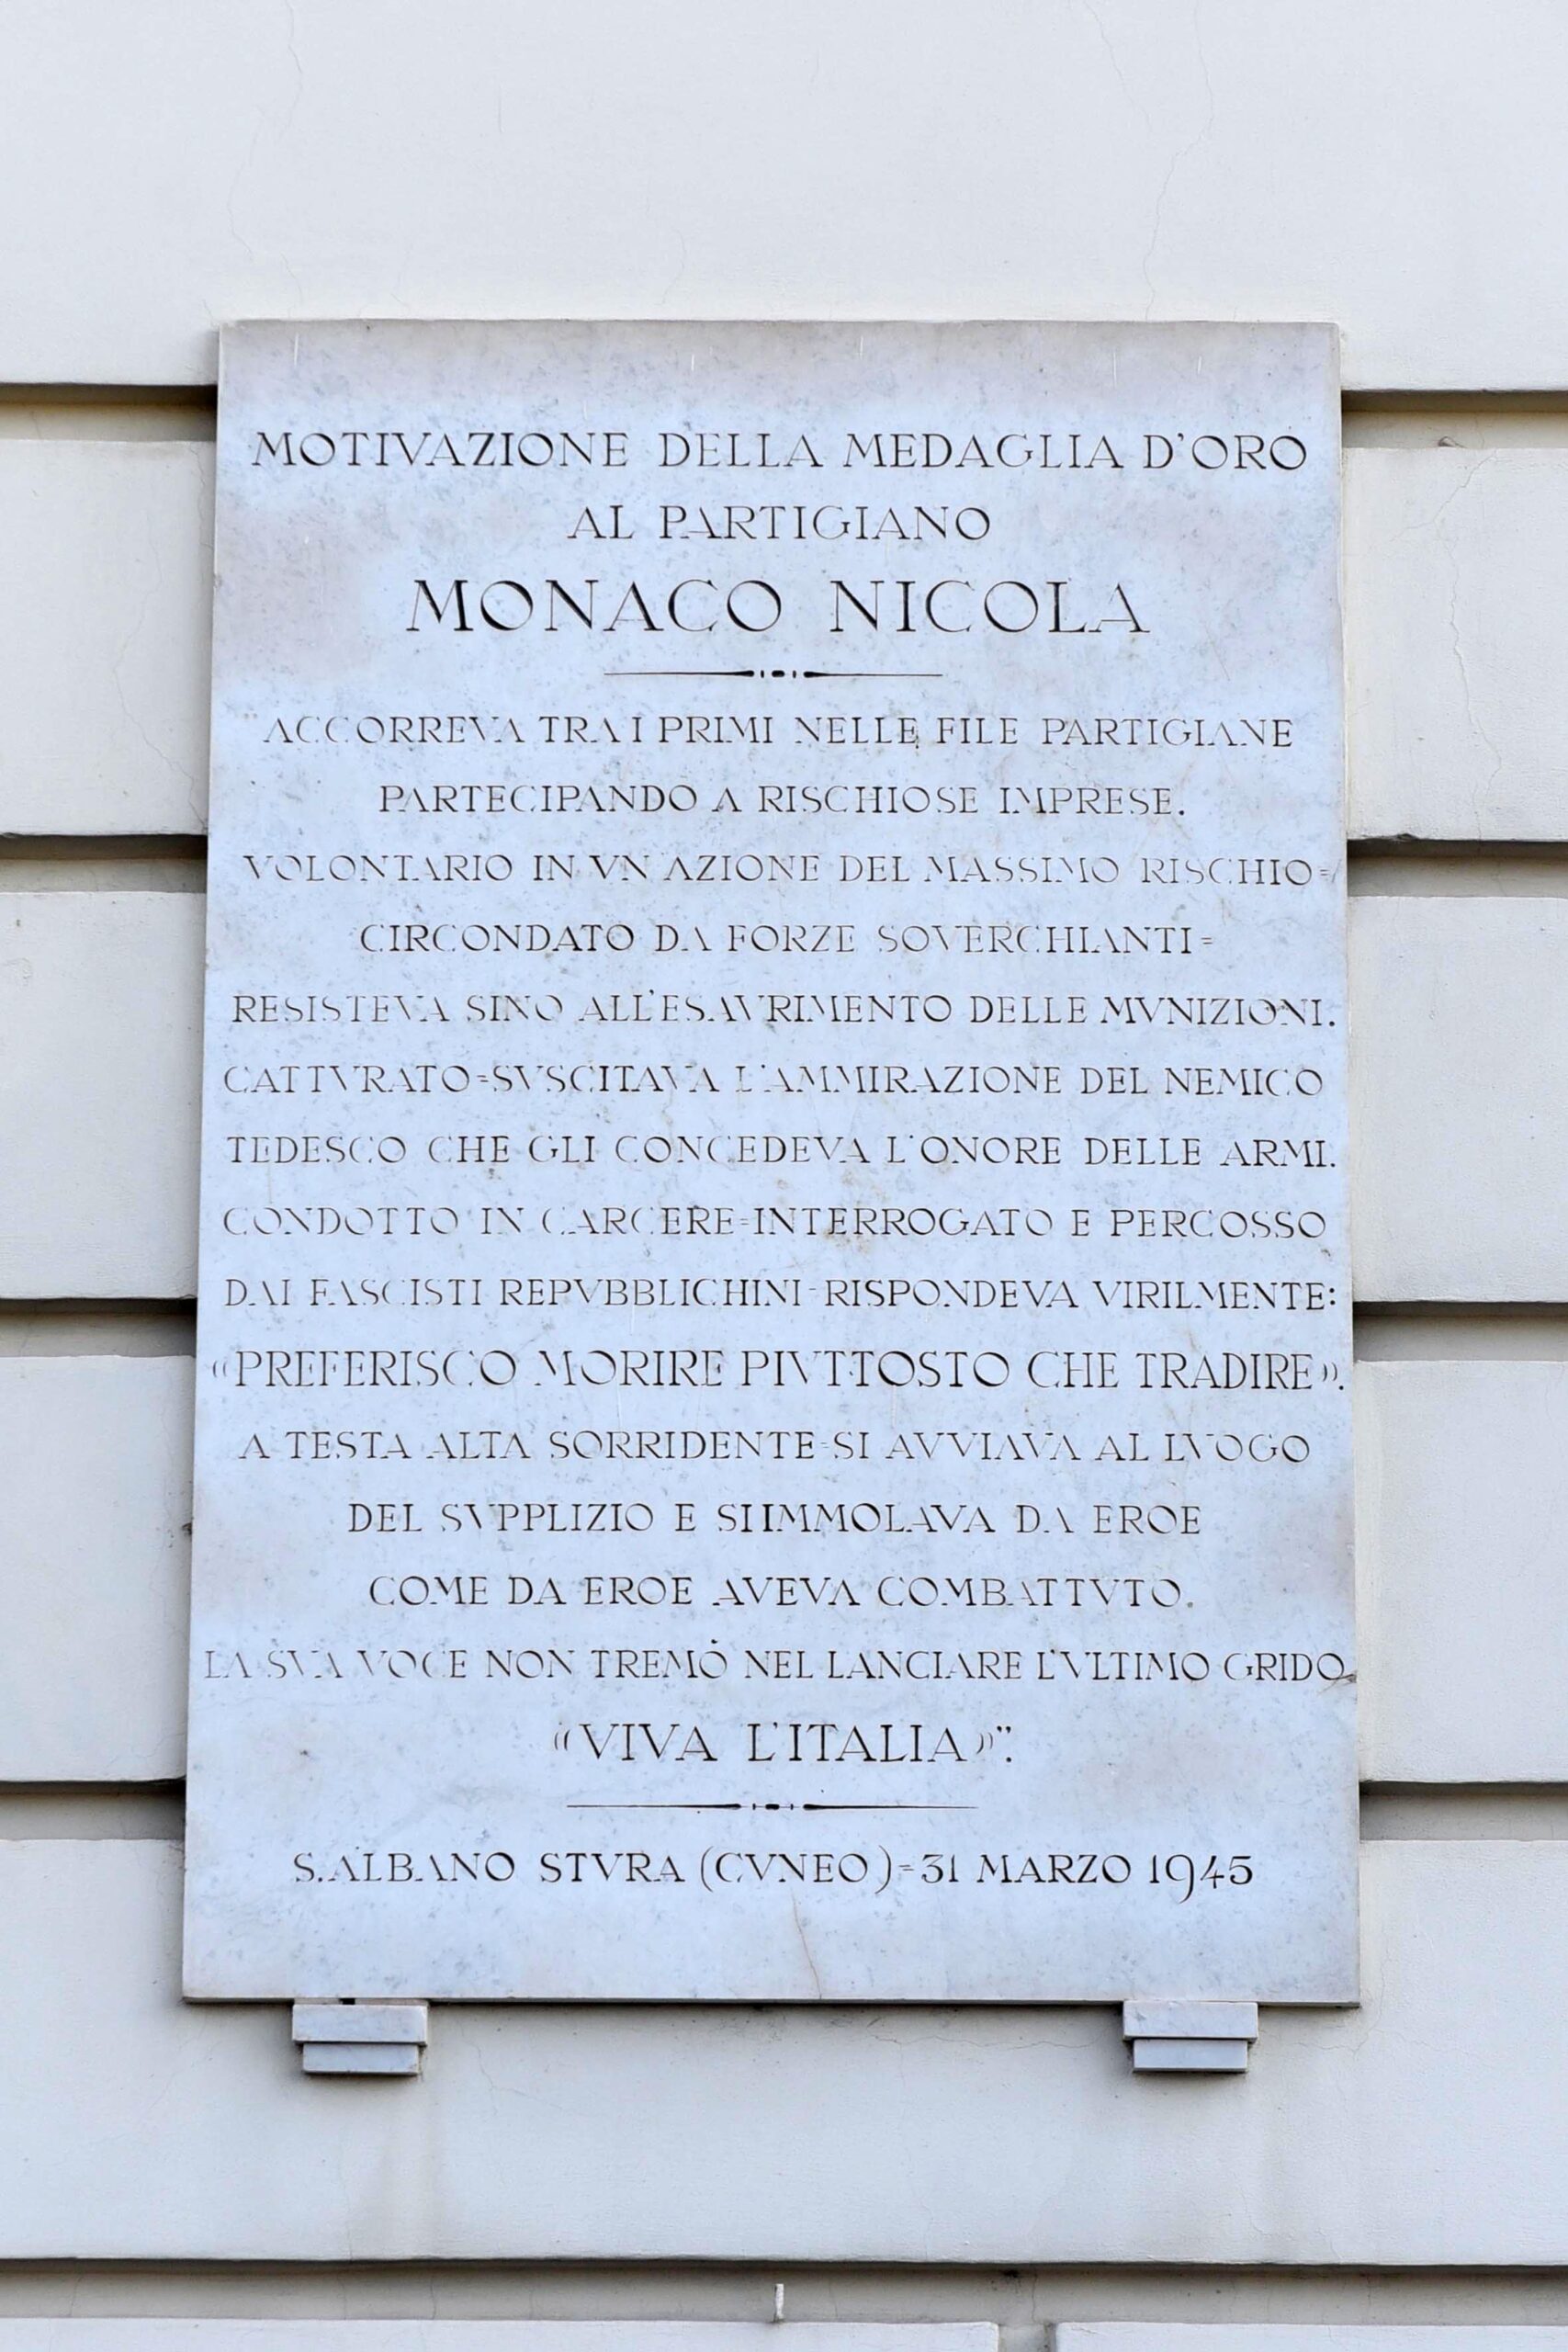 MOTIVAZIONE DELLA MEDAGLIA D'ORO
AL PARTIGIANO
MONACO NICOLA
"ACCORREVA TRA I PRIMI NELLE FILE PARTIGIANE
PARTECIPANDO A RISCHIOSE IMPRESE.
VOLONTARIO IN VN'AZIONE DEL MASSIMO RISCHIO=
CIRCONDATO DA FORZE SOVERCHIANTI=
RESISTEVA SINO ALL'ESAVRIMENTO DELLE MVNIZIONI.
CATTVRATO=SVSCITAVA L'AMMIRAZIONE DEL NEMICO
TEDESCO CHE GLI CONCEDEVA L'ONORE DELLE ARMI.
CONDOTTO IN CARCERE=INTERROGATO E PERCOSSO
DAI FASCISTI REPVBBLICHINI-RISPONDEVA VIRILMENTE:
«PREFERISCO MORIRE PIVTTOSTO CHE TRADIRE».
A TESTA ALTA SORRIDENTE=SI AVVIAVA AL LVOGO
DEL SVPPLIZIO E SI IMMOLAVA DA EROE
COME DA EROE AVEVA COMBATTVTO.
LA SVA VOCE NON TREMÒ NEL LANCIARE L'VLTIMO GRIDO
«VIVA L'ITALIA»".
S.ALBANO STVRA (CVNEO)=31 MARZO 1945